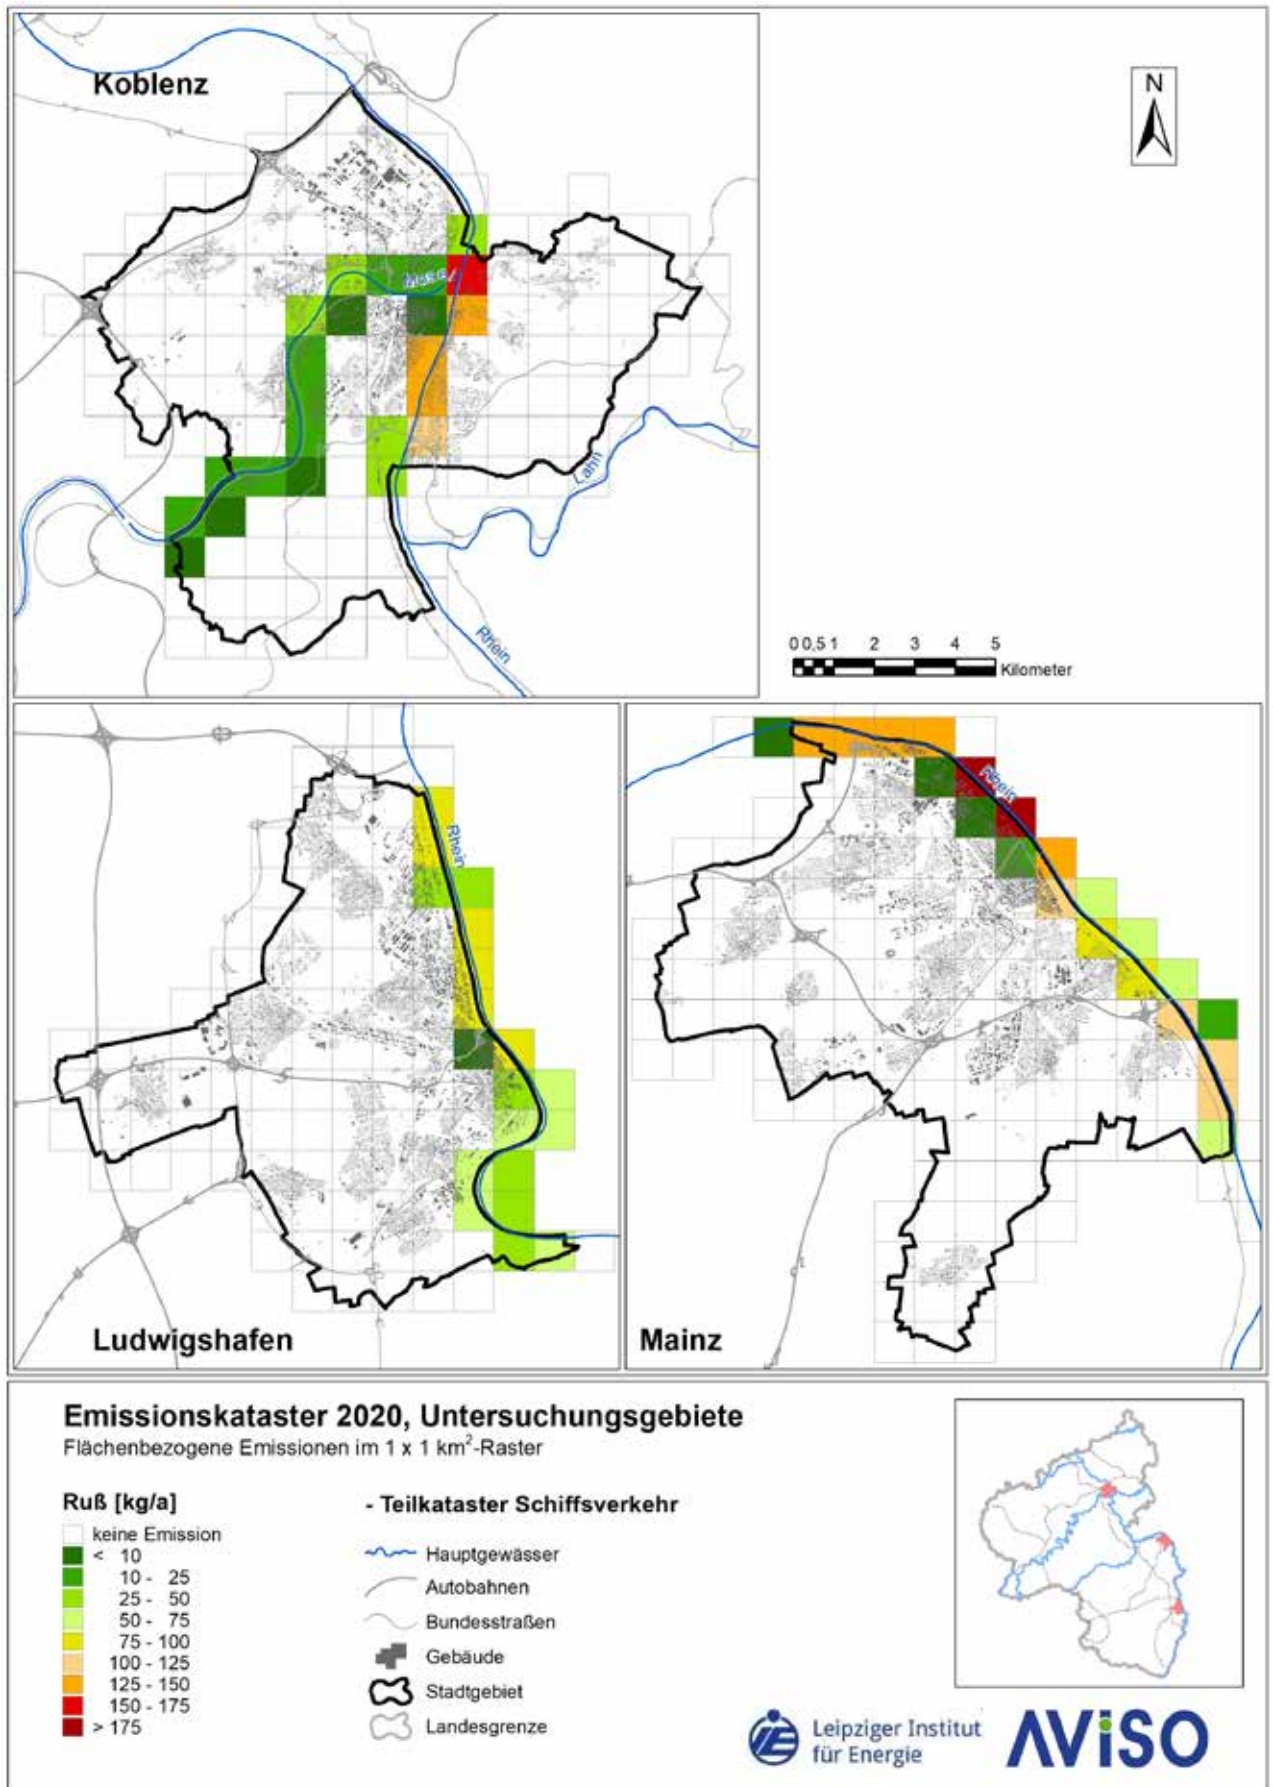 Koblenz
N
Mosel
Lahn
Rhein
0 0,5 1 2 3 4 5
Kilometer
Rhein
Ludwigshafen
Rhein
Mainz
Emissionskataster 2020, Untersuchungsgebiete
Flächenbezogene Emissionen im 1 x 1 km²-Raster
Ruß [kg/a]
keine Emission
< 10
10 - 25
25 - 50
50 - 75
75 - 100
100 - 125
125 - 150
150 - 175
> 175
- Teilkataster Schiffsverkehr
Hauptgewässer
Autobahnen
Bundesstraßen
Gebäude
Stadtgebiet
Landesgrenze
Leipziger Institut
für Energie
AViSO